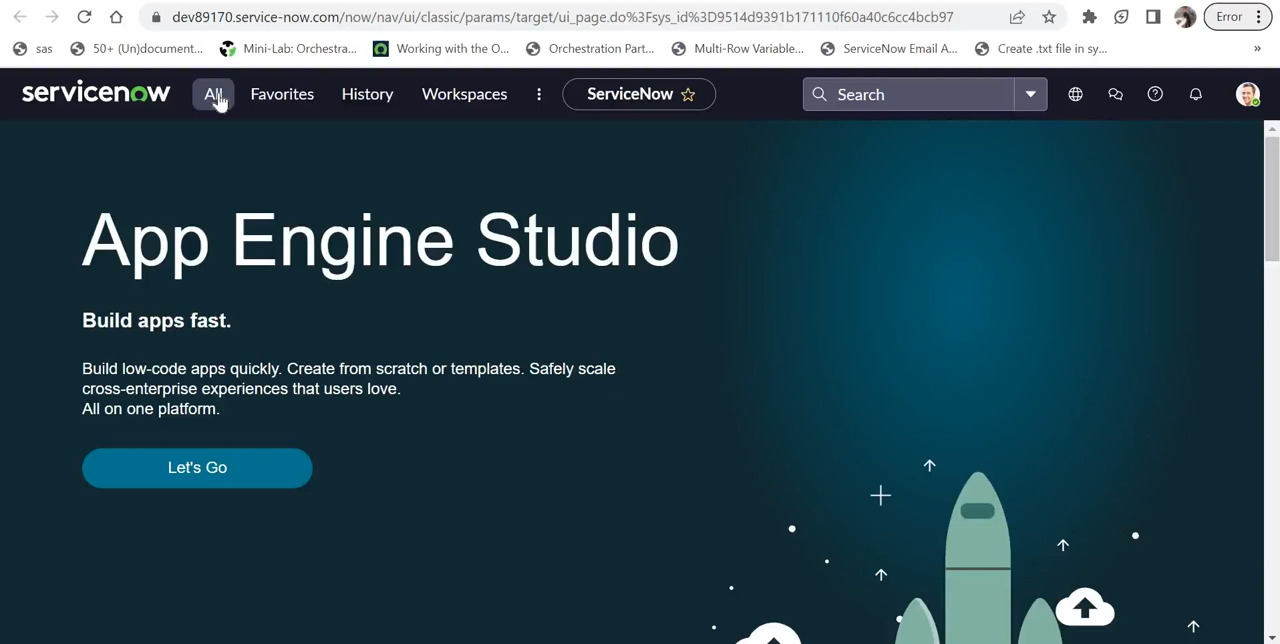 dev89170.service-now.com/now/nav/ui/classic/params/target/ui_page.do%3Fsys_id%3D9514d9391b171110f60a40c6cc4bcb97
Error
sas
50+ (Un)document...
Mini-Lab: Orchestra...
Working with the O...
Orchestration Part...
Multi-Row Variable...
ServiceNow Email A...
Create .txt file in sy...
»
servicenow
All
Favorites
History
Workspaces
ServiceNow
Search
App Engine Studio
Build apps fast.
Build low-code apps quickly. Create from scratch or templates. Safely scale
cross-enterprise experiences that users love.
All on one platform.
Let's Go